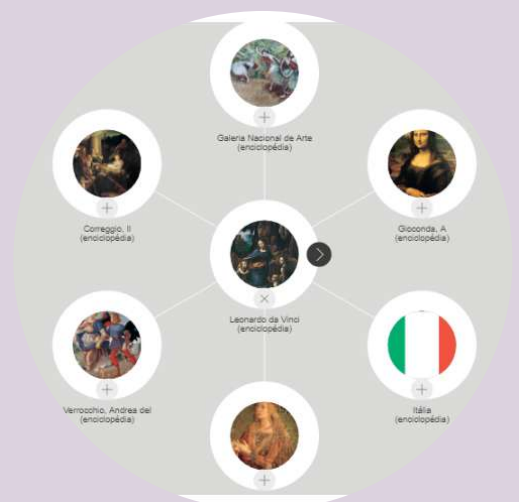 Galeria Nacional de Arte
(enciclopédia)
Correggio, Il
(enciclopédia)
Gioconda, A
(enciclopédia)
Leonardo da Vinci
(enciclopédia)
Verrocchio, Andrea del
(enciclopédia)
Itália
(enciclopédia)